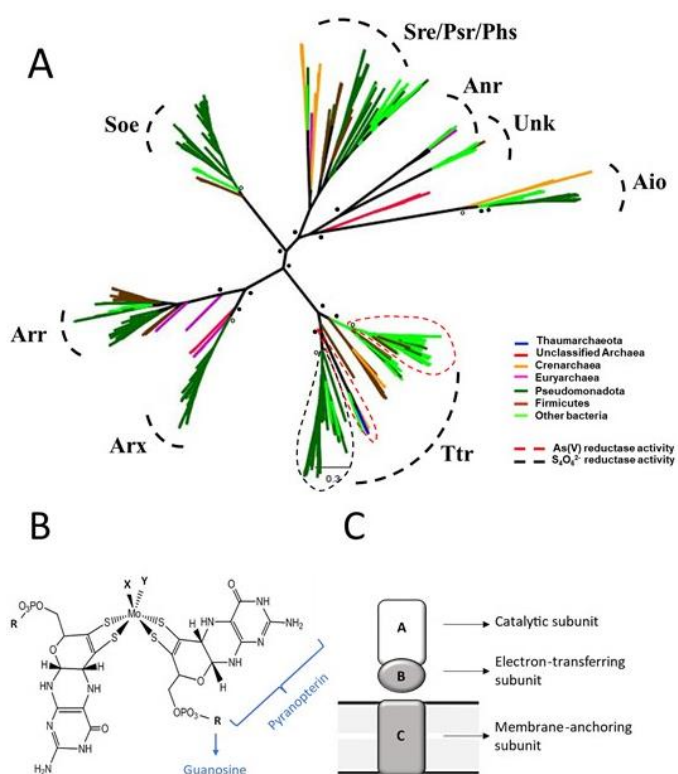 A
Sre/Psr/Phs
Anr
Unk
Soe
Aio
Arr
Arx
Ttr
0.3
Thaumarchaeota
Unclassified Archaea
Crenarchaea
Euryarchaea
Pseudomonadota
Firmicutes
Other bacteria
As(V) reductase activity
S₄O₆²⁻ reductase activity
B
X Y
Mo
S S
S S
O₃PO
R
O
H H
HN NH
N NH
O
H₂N
O
NH
N NH₂
HN
NH
H
O
OPO₃ R
Pyranopterin
Guanosine
C
A
Catalytic subunit
B
Electron-transferring
subunit
C
Membrane-anchoring
subunit